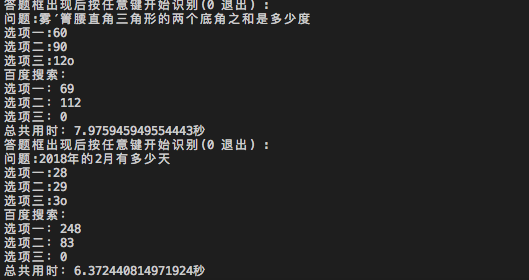 答题框出现后按任意键开始识别(0 退出) :
问题:雾´箐腰直角三角形的两个底角之和是多少度
选项一:60
选项二:90
选项三:12o
百度搜索:
选项一: 69
选项二: 112
选项三: 0
总共用时: 7.975945949554443秒
答题框出现后按任意键开始识别(0 退出) :
问题:2018年的2月有多少天
选项一:28
选项二:29
选项三:3o
百度搜索:
选项一: 248
选项二: 83
选项三: 0
总共用时: 6.372440814971924秒